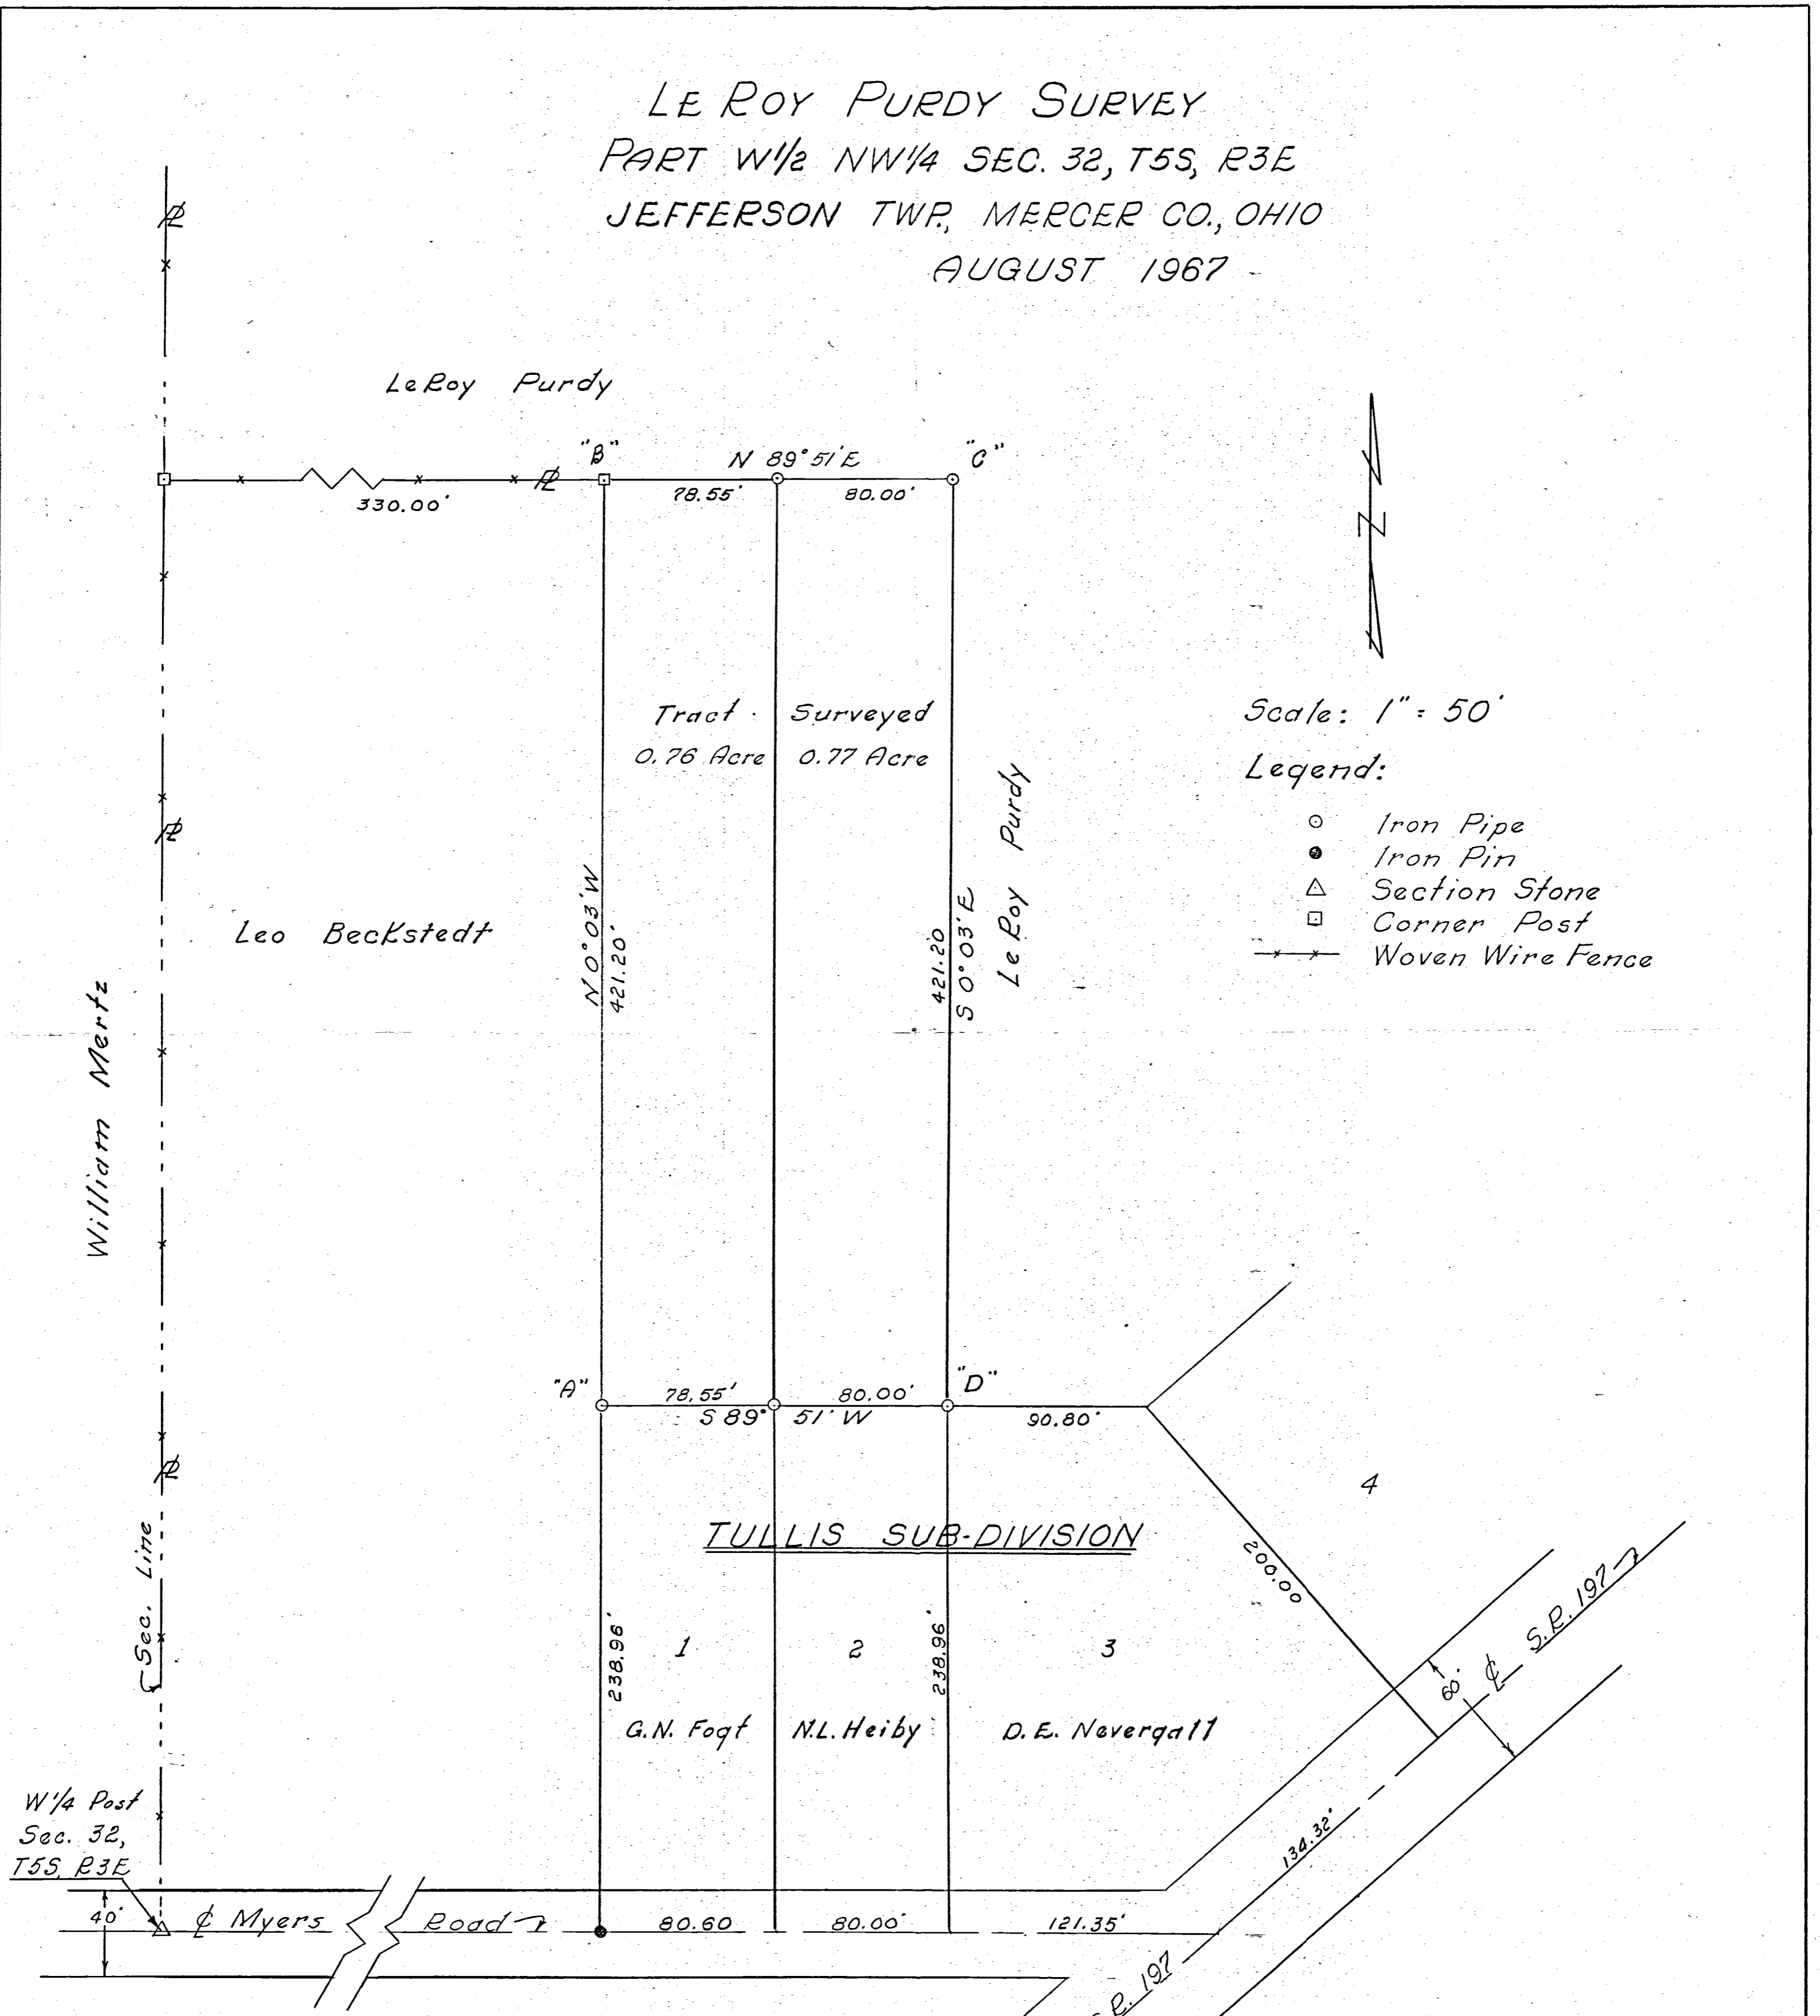 LE ROY PURDY SURVEY
PART W1/2 NW1/4 SEC. 32, T5S, R3E
JEFFERSON TWP., MERCER CO., OHIO
AUGUST 1967
LeRoy Purdy
"B"
N 89° 51' E
"C"
330.00'
78.55'
80.00'
N
Tract Surveyed
0.76 Acre
0.77 Acre
Scale: 1" = 50'
Legend:
Iron Pipe
Iron Pin
Section Stone
Corner Post
Woven Wire Fence
LeRoy Purdy
N 0° 03' W
421.20'
421.20
S 0° 03' E
Leo Beckstedt
William Mertz
"A"
78.55'
80.00'
"D"
S 89° 51' W
90.80'
4
TULLIS SUB-DIVISION
200.00
Sec. Line
S.R. 197
60'
238.96'
1
2
238.96'
3
G.N. Fogt
N.L. Heiby
D.E. Nevergall
W1/4 Post
Sec. 32,
T5S, R3E
134.32'
40'
℄ Myers Road
80.60
80.00'
121.35'
S.R. 197